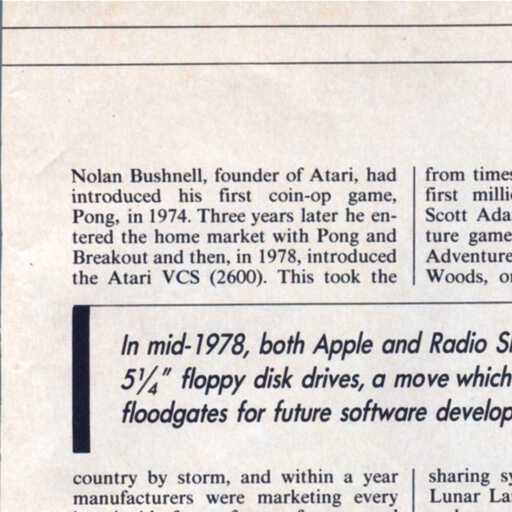 Nolan Bushnell, founder of Atari, had
introduced his first coin-op game,
Pong, in 1974. Three years later he en-
tered the home market with Pong and
Breakout and then, in 1978, introduced
the Atari VCS (2600). This took the
In mid-1978, both Apple and Radio
5¼" floppy disk drives, a move which
floodgates for future software develop
country by storm, and within a year
manufacturers were marketing every
from times
first milli
Scott Ada
ture game
Adventure
Woods, o
sharing sy
Lunar La